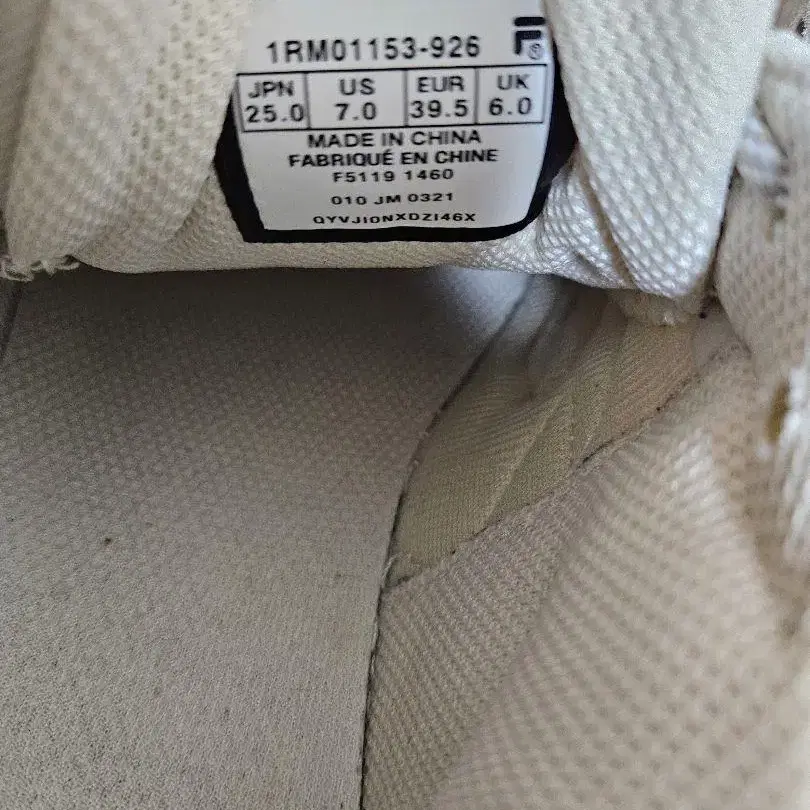 1RM01153-926
JPN US EUR UK
25.0 7.0 39.5 6.0
MADE IN CHINA
FABRIQUÉ EN CHINE
F5119 1460
010 JM 0321
QYVJIONXDZI46X